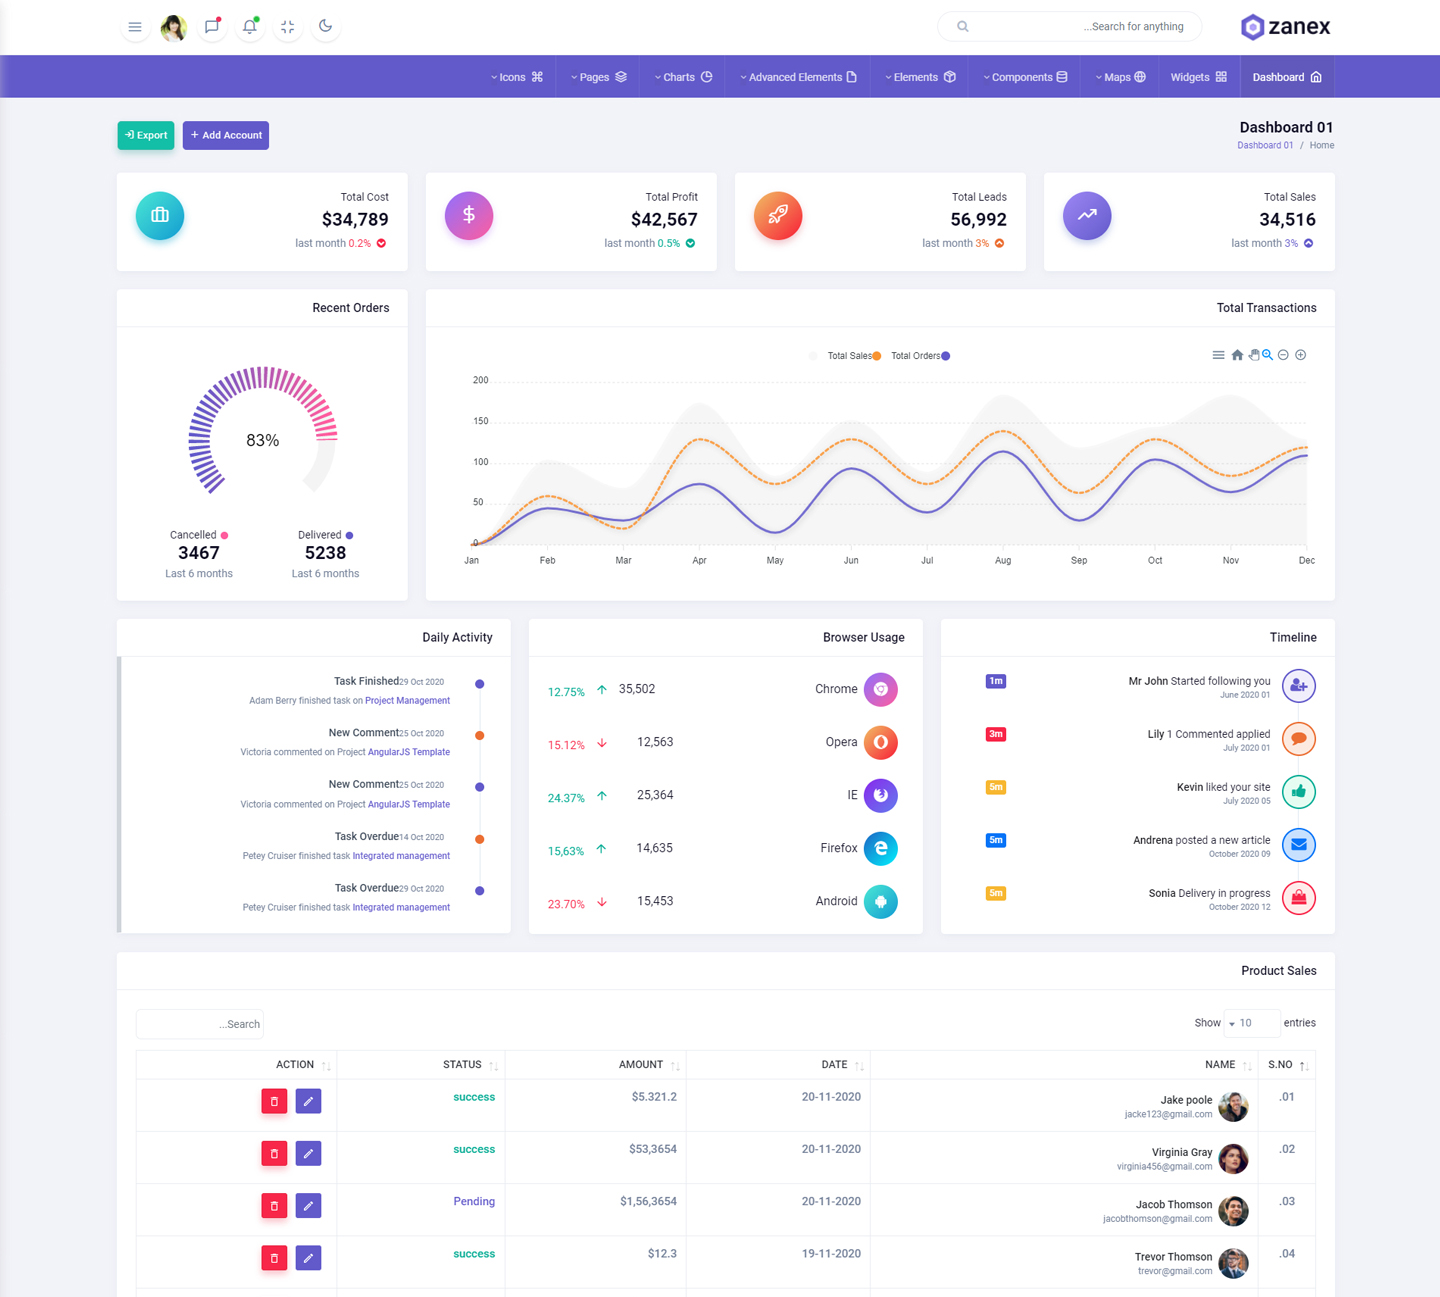 ...Search for anything
zanex
Dashboard
Widgets
Maps
Components
Elements
Advanced Elements
Charts
Pages
Icons
Export
+ Add Account
Dashboard 01
Dashboard 01 / Home
Total Cost
$34,789
last month 0.2%
Total Profit
$42,567
last month 0.5%
Total Leads
56,992
last month 3%
Total Sales
34,516
last month 3%
Recent Orders
83%
Cancelled
3467
Last 6 months
Delivered
5238
Last 6 months
Total Transactions
Total Sales
Total Orders
200
150
100
50
0
Jan Feb Mar Apr May Jun Jul Aug Sep Oct Nov Dec
Daily Activity
Task Finished 29 Oct 2020
Adam Berry finished task on Project Management
New Comment 25 Oct 2020
Victoria commented on Project AngularJS Template
New Comment 25 Oct 2020
Victoria commented on Project AngularJS Template
Task Overdue 14 Oct 2020
Petey Cruiser finished task Integrated management
Task Overdue 29 Oct 2020
Petey Cruiser finished task Integrated management
Browser Usage
12.75% 35,502 Chrome
15.12% 12,563 Opera
24.37% 25,364 IE
15,63% 14,635 Firefox
23.70% 15,453 Android
Timeline
1m Mr John Started following you
June 2020 01
3m Lily 1 Commented applied
July 2020 01
5m Kevin liked your site
July 2020 05
5m Andrena posted a new article
October 2020 09
5m Sonia Delivery in progress
October 2020 12
Product Sales
...Search
Show 10 entries
ACTION STATUS AMOUNT DATE NAME S.NO
success $5.321.2 20-11-2020 Jake poole .01
jacke123@gmail.com
success $53,3654 20-11-2020 Virginia Gray .02
virginia456@gmail.com
Pending $1,56,3654 20-11-2020 Jacob Thomson .03
jacobthomson@gmail.com
success $12.3 19-11-2020 Trevor Thomson .04
trevor@gmail.com